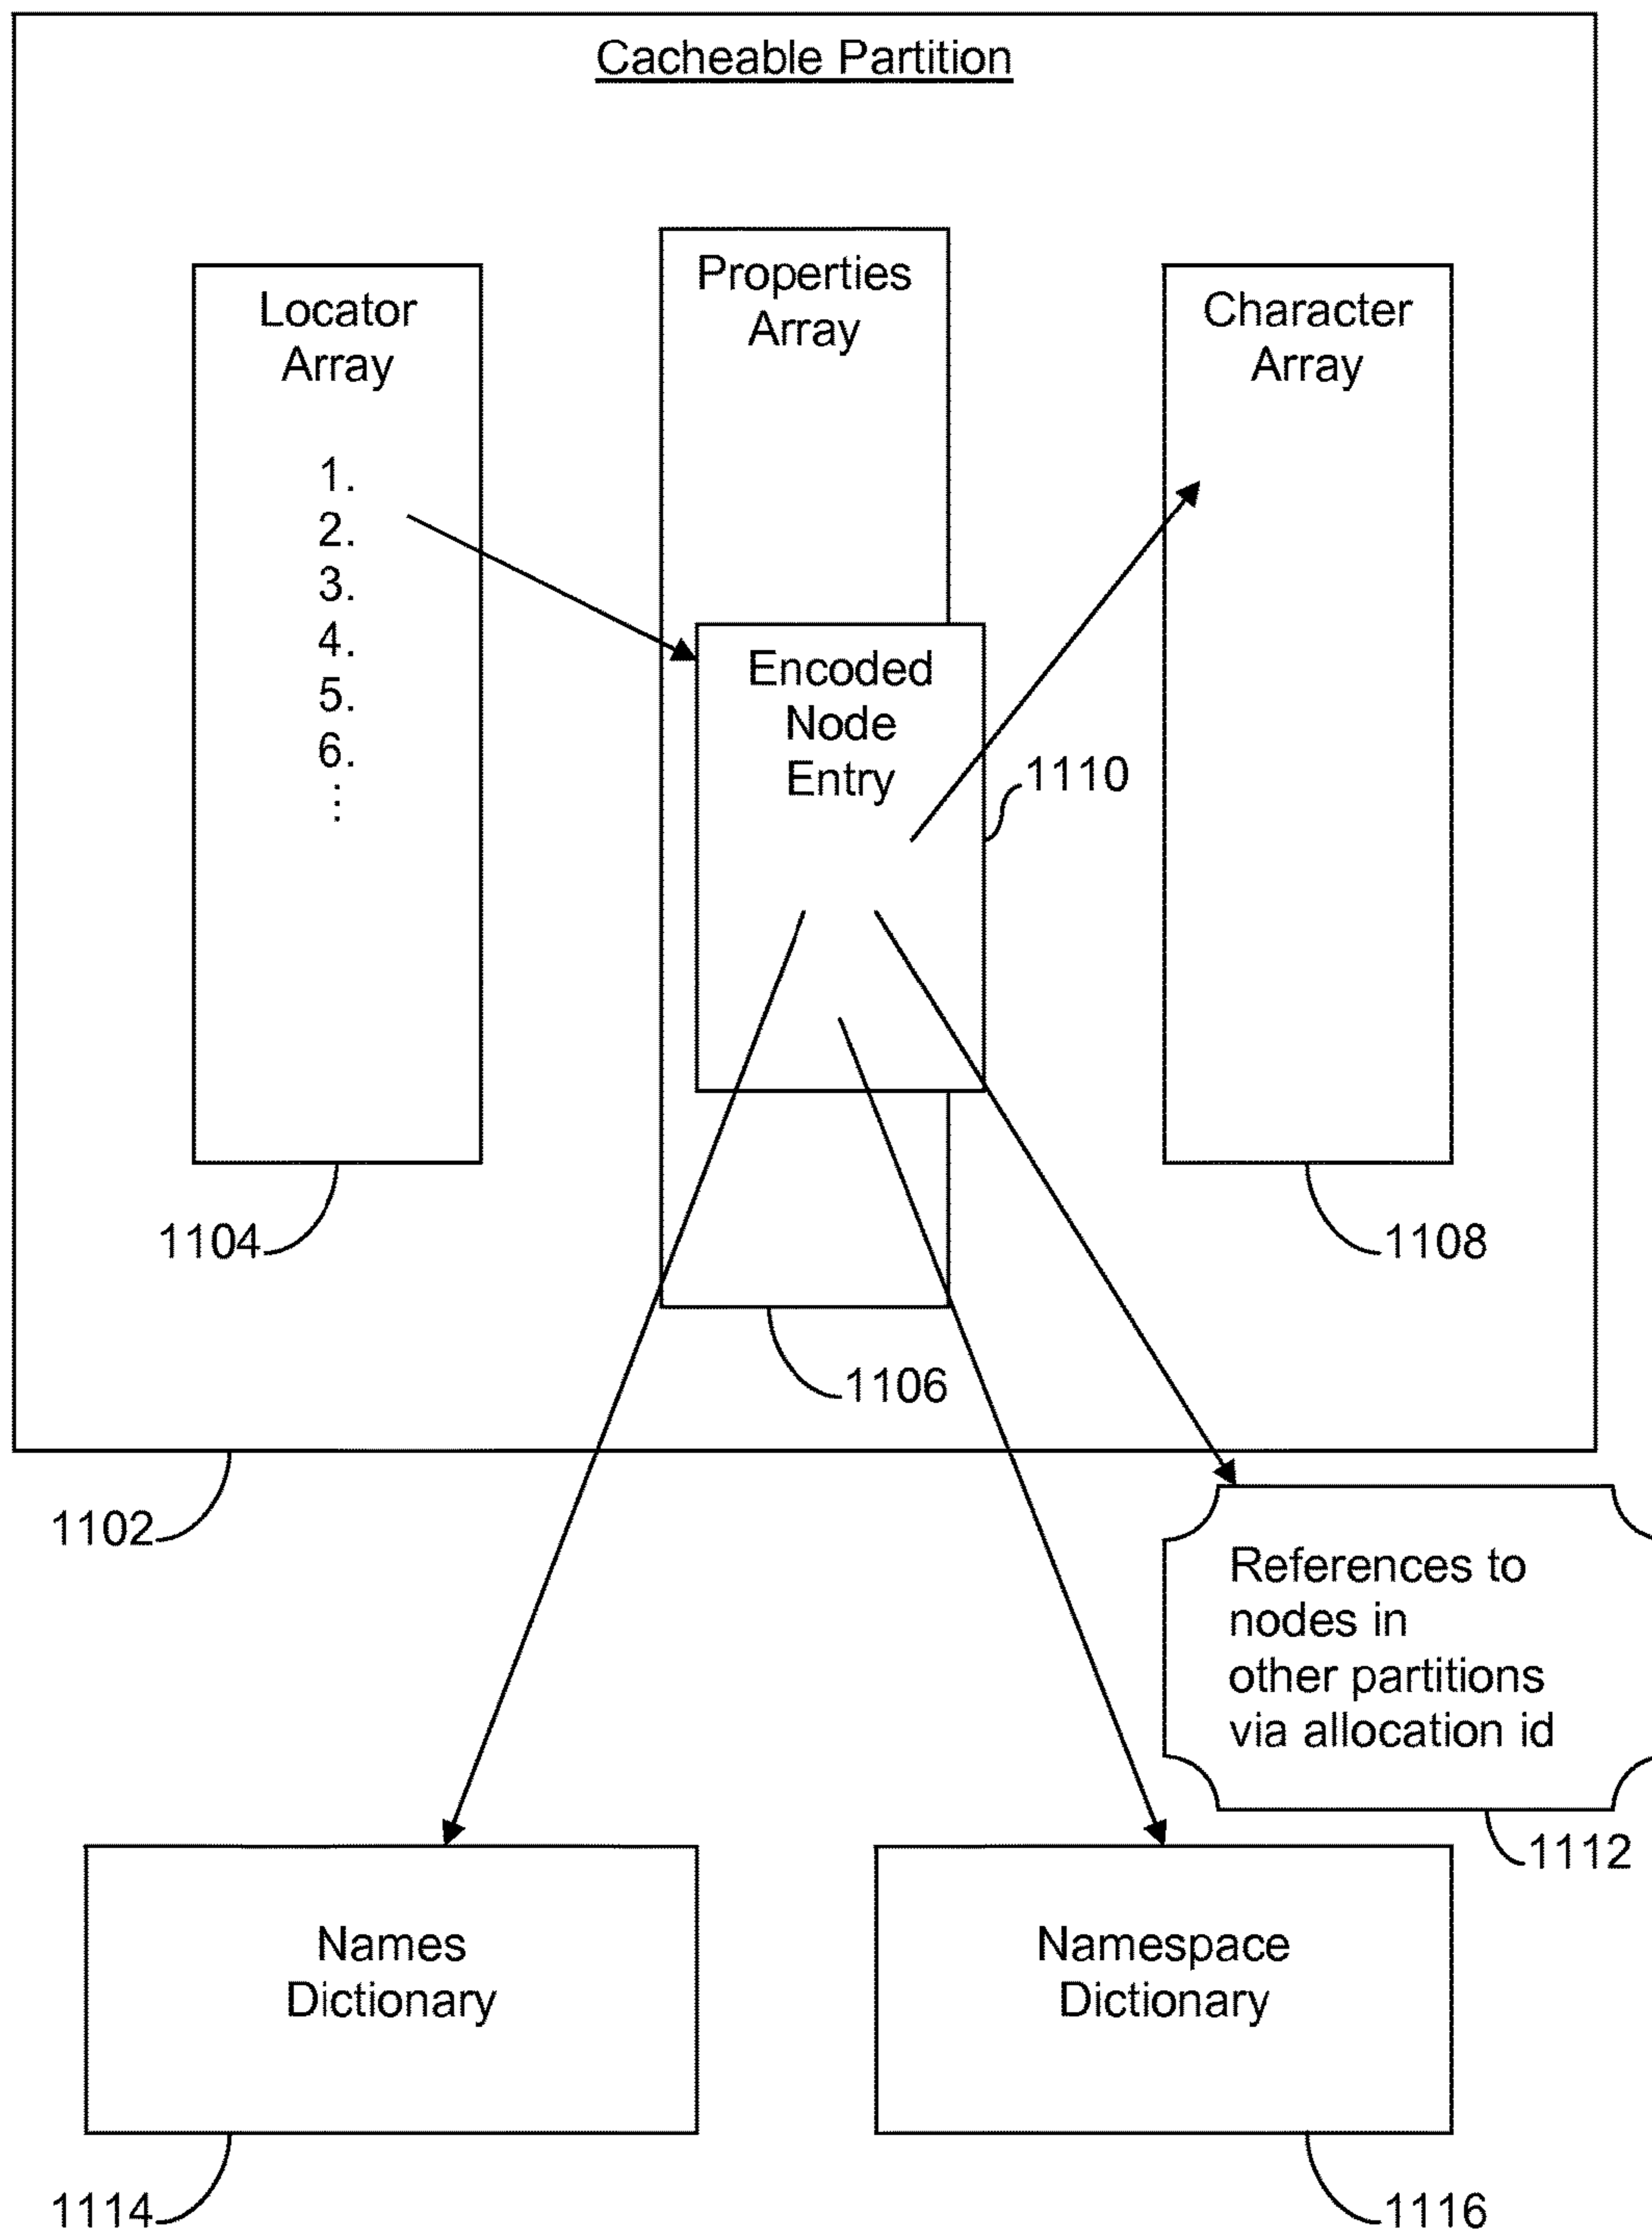 Cacheable Partition
Locator
Array
1.
2.
3.
4.
5.
6.
⋮
Properties
Array
Character
Array
Encoded
Node
Entry
1110
1104
1108
1106
1102
References to
nodes in
other partitions
via allocation id
1112
Names
Dictionary
Namespace
Dictionary
1114
1116